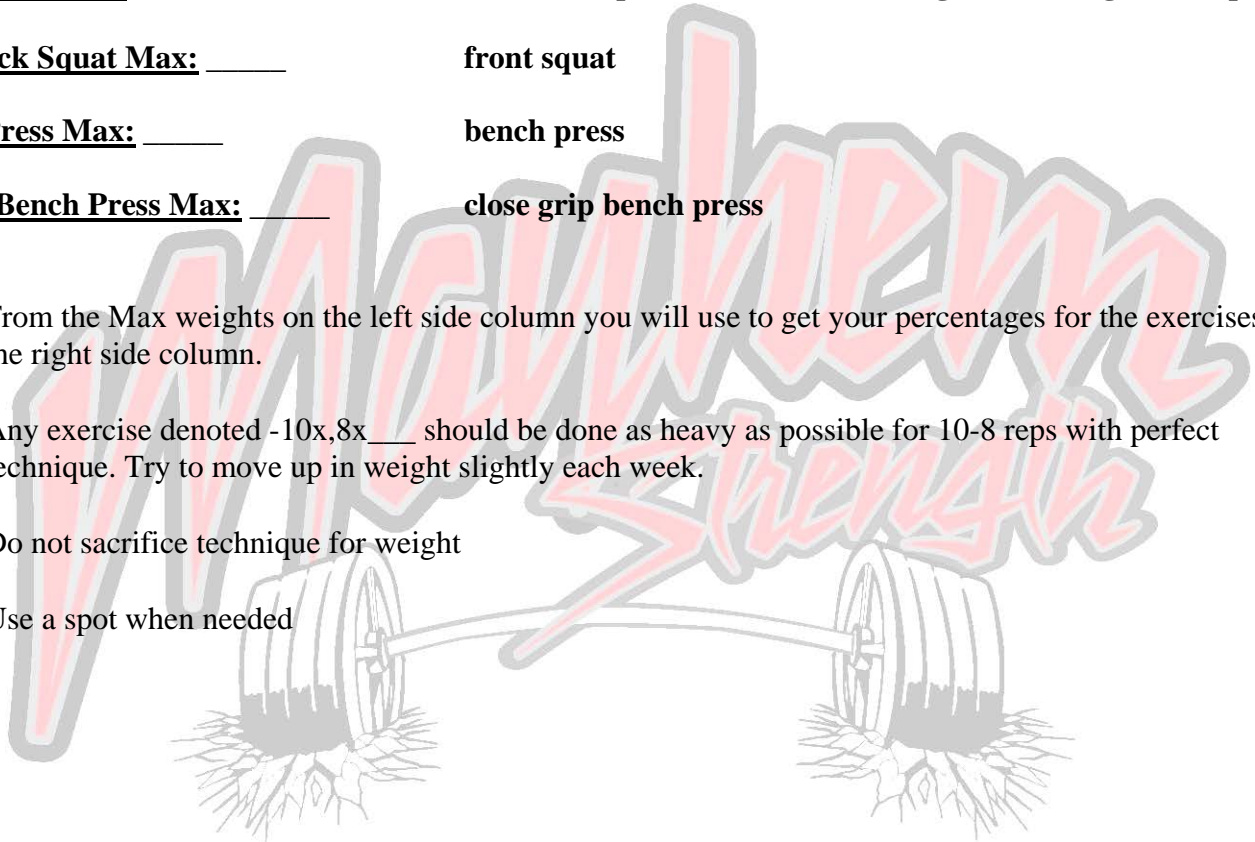 ck Squat Max: _____ front squat
Press Max: _____ bench press
Bench Press Max: _____ close grip bench press
From the Max weights on the left side column you will use to get your percentages for the exercises
he right side column.
Any exercise denoted -10x,8x___ should be done as heavy as possible for 10-8 reps with perfect
echnique. Try to move up in weight slightly each week.
Do not sacrifice technique for weight
Use a spot when needed
Mayhem
Strength